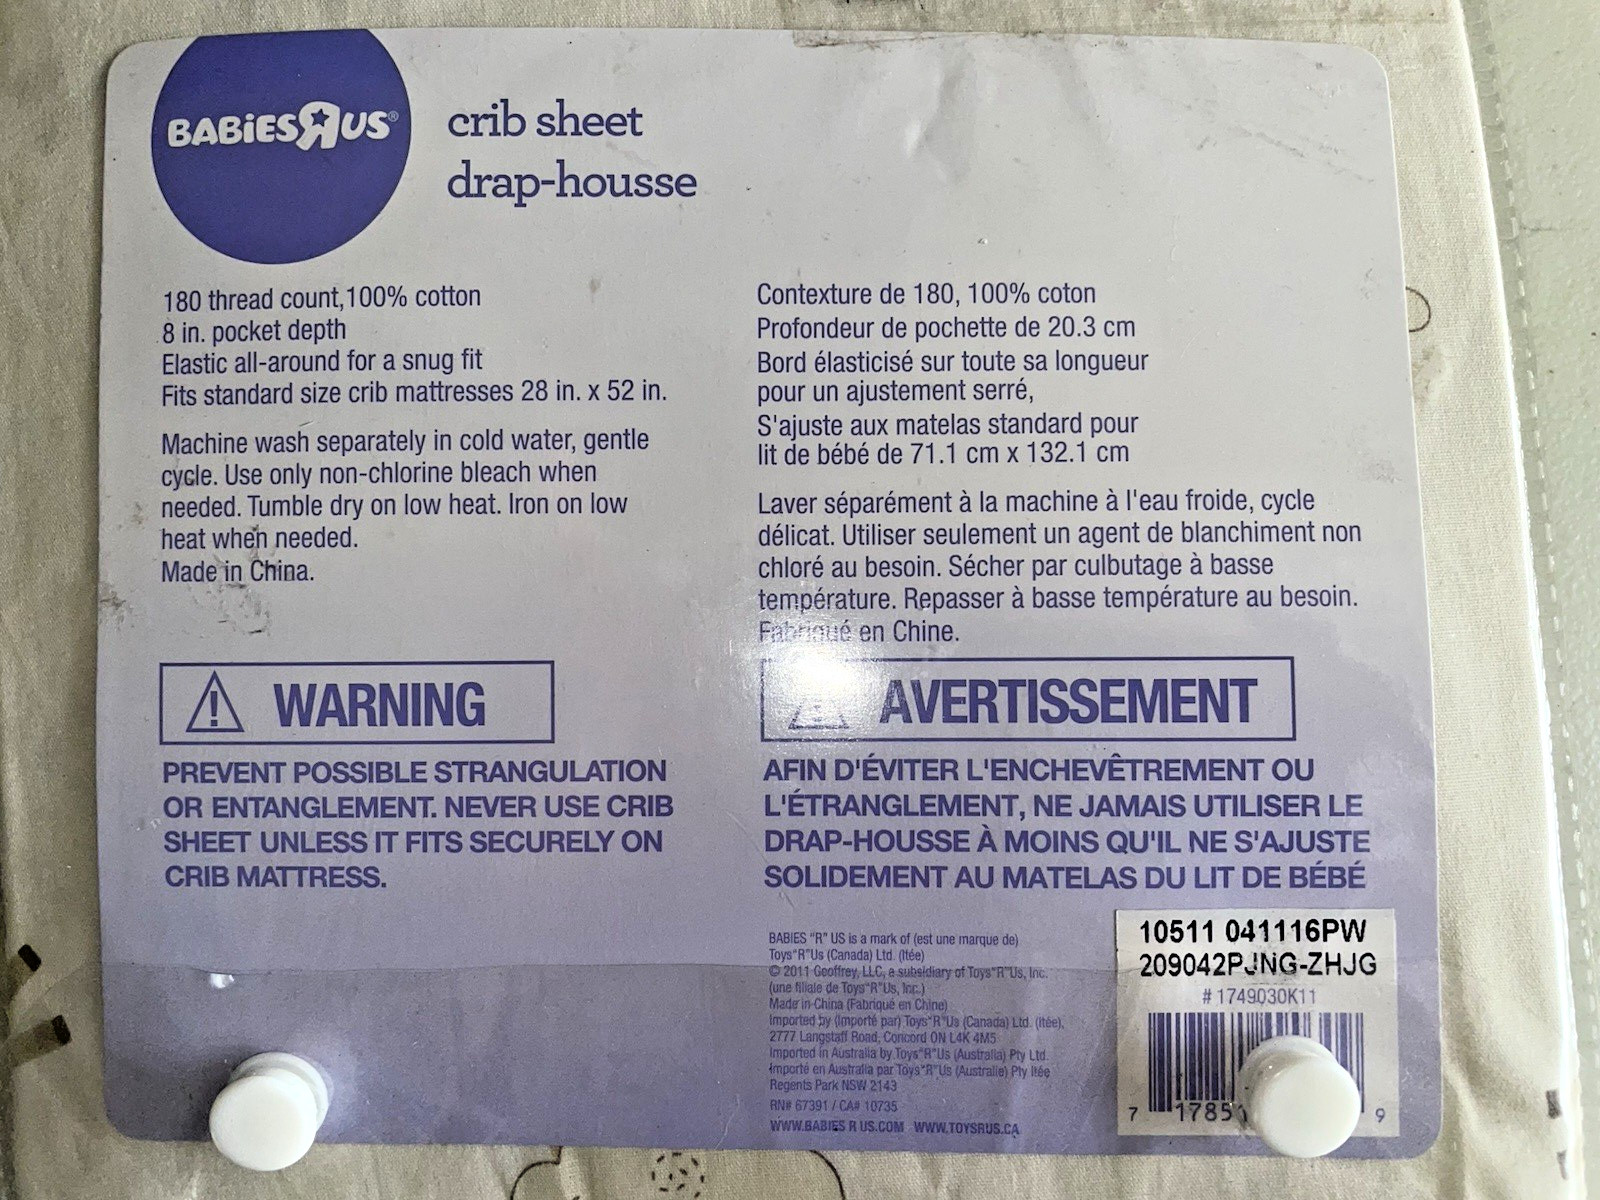 BABiES R US®
crib sheet
drap-housse
180 thread count,100% cotton
8 in. pocket depth
Elastic all-around for a snug fit
Fits standard size crib mattresses 28 in. x 52 in.
Machine wash separately in cold water, gentle
cycle. Use only non-chlorine bleach when
needed. Tumble dry on low heat. Iron on low
heat when needed.
Made in China.
WARNING
PREVENT POSSIBLE STRANGULATION
OR ENTANGLEMENT. NEVER USE CRIB
SHEET UNLESS IT FITS SECURELY ON
CRIB MATTRESS.
Contexture de 180, 100% coton
Profondeur de pochette de 20.3 cm
Bord élasticisé sur toute sa longueur
pour un ajustement serré,
S'ajuste aux matelas standard pour
lit de bébé de 71.1 cm x 132.1 cm
Laver séparément à la machine à l'eau froide, cycle
délicat. Utiliser seulement un agent de blanchiment non
chloré au besoin. Sécher par culbutage à basse
température. Repasser à basse température au besoin.
Fabriqué en Chine.
AVERTISSEMENT
AFIN D'ÉVITER L'ENCHEVÊTREMENT OU
L'ÉTRANGLEMENT, NE JAMAIS UTILISER LE
DRAP-HOUSSE À MOINS QU'IL NE S'AJUSTE
SOLIDEMENT AU MATELAS DU LIT DE BÉBÉ
BABIES "R" US is a mark of (est une marque de)
Toys"R"Us (Canada) Ltd. (ltée)
© 2011 Geoffrey, LLC, a subsidiary of Toys"R"Us, Inc.
(une filiale de Toys"R"Us, Inc.)
Made in China (Fabriqué en Chine)
Imported by (Importé par) Toys"R"Us (Canada) Ltd. (ltée),
2777 Langstaff Road, Concord ON L4K 4M5
Imported in Australia by Toys"R"Us (Australia) Pty Ltd.
Importé en Australia par Toys"R"Us (Australie) Pty ltée
Regents Park NSW 2143
RN# 67391 / CA# 10735
WWW.BABIES R US.COM WWW.TOYSRUS.CA
10511 041116PW
209042PJNG-ZHJG
# 1749030K11
7 1785 9